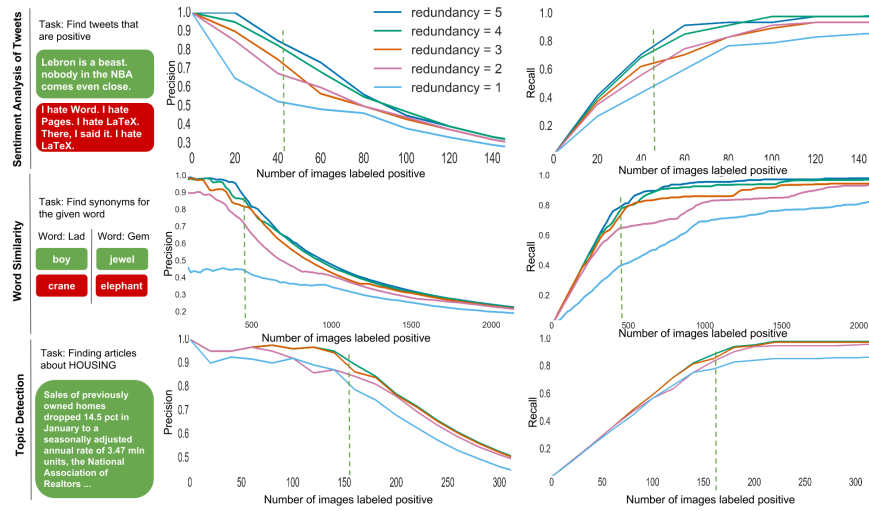 Sentiment Analysis of Tweets
Task: Find tweets that
are positive
Lebron is a beast.
nobody in the NBA
comes even close.
I hate Word. I hate
Pages. I hate LaTeX.
There, I said it. I hate
LaTeX.
Precision
1.0
0.9
0.8
0.7
0.6
0.5
0.4
0.3
0 20 40 60 80 100 120 140
Number of images labeled positive
redundancy = 5
redundancy = 4
redundancy = 3
redundancy = 2
redundancy = 1
Recall
1.0
0.8
0.6
0.4
0.2
0 20 40 60 80 100 120 140
Number of images labeled positive
Word Similarity
Task: Find synonyms for
the given word
Word: Lad Word: Gem
boy jewel
crane elephant
Precision
1.0
0.9
0.8
0.7
0.6
0.5
0.4
0.3
0.2
500 1000 1500 2000
Number of images labeled positive
Recall
1.0
0.8
0.6
0.4
0.2
0 500 1000 1500 2000
Number of images labeled positive
Topic Detection
Task: Finding articles
about HOUSING
Sales of previously
owned homes
dropped 14.5 pct in
January to a
seasonally adjusted
annual rate of 3.47 mln
units, the National
Association of
Realtors ...
Precision
1.0
0.9
0.8
0.7
0.6
0.5
0 50 100 150 200 250 300
Number of images labeled positive
Recall
1.0
0.8
0.6
0.4
0.2
0 50 100 150 200 250 300
Number of images labeled positive